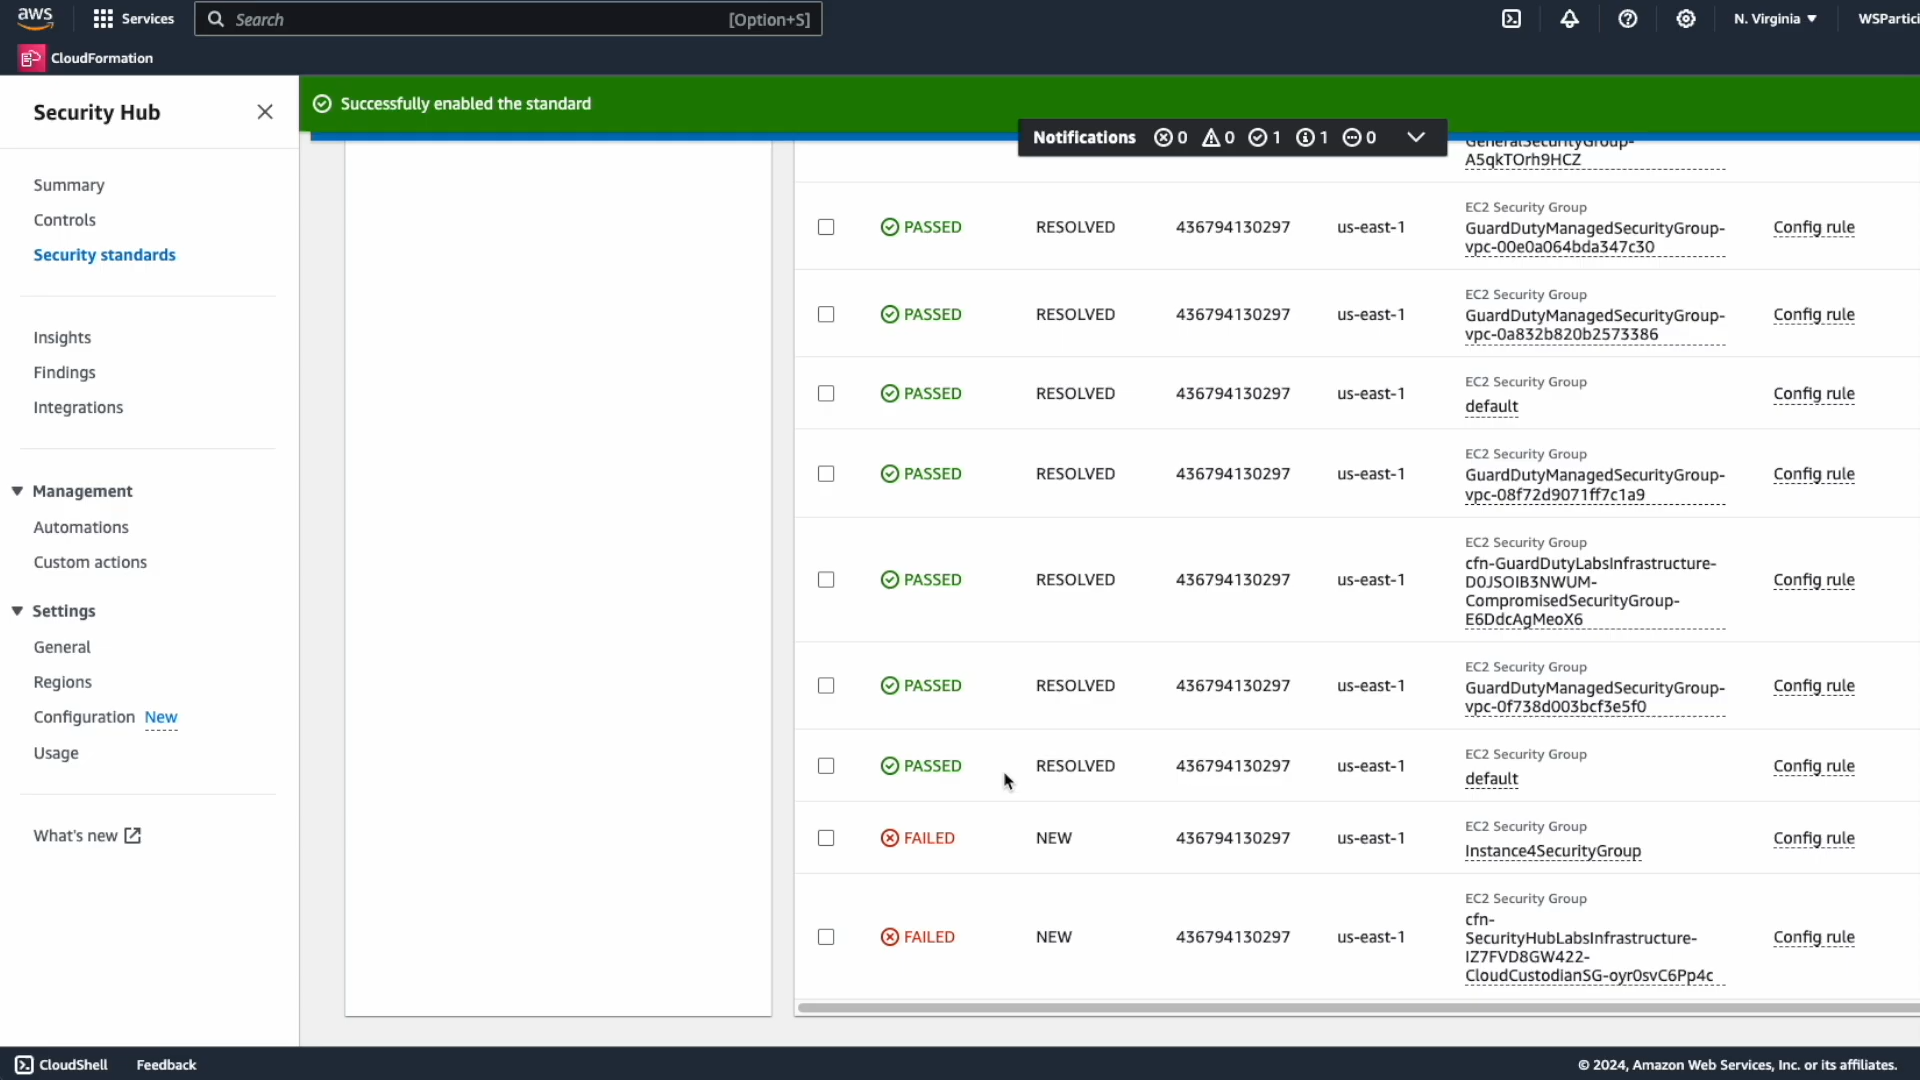 aws
Services
Search
[Option+S]
N. Virginia
WSPartici
CloudFormation
Security Hub
Successfully enabled the standard
Notifications 0 0 1 1 0
Summary
Controls
Security standards
Insights
Findings
Integrations
Management
Automations
Custom actions
Settings
General
Regions
Configuration New
Usage
What's new
GeneralSecurityGroup-
A5qkTOrh9HCZ
PASSED RESOLVED 436794130297 us-east-1
EC2 Security Group
GuardDutyManagedSecurityGroup-
vpc-00e0a064bda347c30
Config rule
PASSED RESOLVED 436794130297 us-east-1
EC2 Security Group
GuardDutyManagedSecurityGroup-
vpc-0a832b820b2573386
Config rule
PASSED RESOLVED 436794130297 us-east-1
EC2 Security Group
default
Config rule
PASSED RESOLVED 436794130297 us-east-1
EC2 Security Group
GuardDutyManagedSecurityGroup-
vpc-08f72d9071ff7c1a9
Config rule
PASSED RESOLVED 436794130297 us-east-1
EC2 Security Group
cfn-GuardDutyLabsInfrastructure-
D0JSOIB3NWUM-
CompromisedSecurityGroup-
E6DdcAgMeoX6
Config rule
PASSED RESOLVED 436794130297 us-east-1
EC2 Security Group
GuardDutyManagedSecurityGroup-
vpc-0f738d003bcf3e5f0
Config rule
PASSED RESOLVED 436794130297 us-east-1
EC2 Security Group
default
Config rule
FAILED NEW 436794130297 us-east-1
EC2 Security Group
Instance4SecurityGroup
Config rule
FAILED NEW 436794130297 us-east-1
EC2 Security Group
cfn-
SecurityHubLabsInfrastructure-
IZ7FVD8GW422-
CloudCustodianSG-oyr0svC6Pp4c
Config rule
CloudShell
Feedback
© 2024, Amazon Web Services, Inc. or its affiliates.